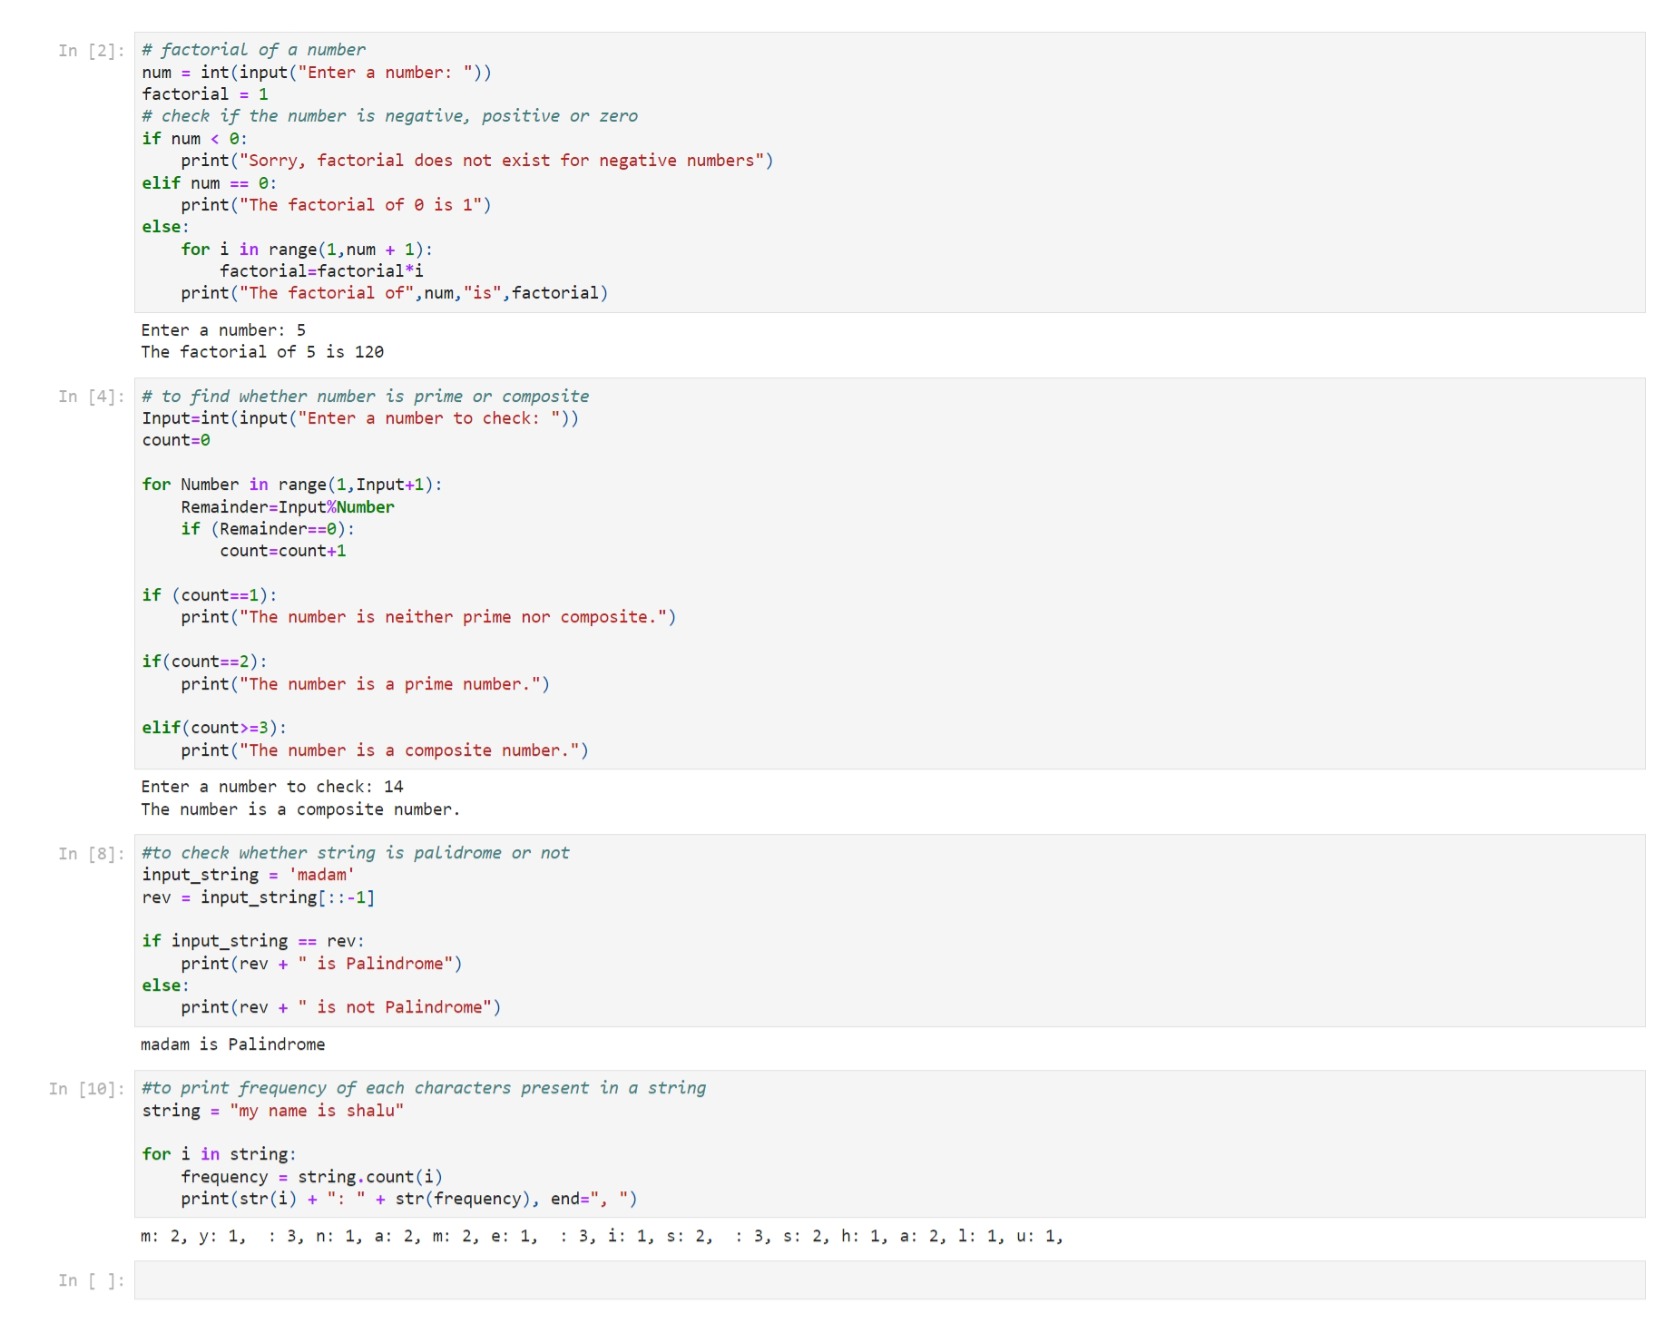 In [2]:
# factorial of a number
num = int(input("Enter a number: "))
factorial = 1
# check if the number is negative, positive or zero
if num < 0:
    print("Sorry, factorial does not exist for negative numbers")
elif num == 0:
    print("The factorial of 0 is 1")
else:
    for i in range(1,num + 1):
        factorial=factorial*i
    print("The factorial of",num,"is",factorial)
Enter a number: 5
The factorial of 5 is 120
In [4]:
# to find whether number is prime or composite
Input=int(input("Enter a number to check: "))
count=0
for Number in range(1,Input+1):
    Remainder=Input%Number
    if (Remainder==0):
        count=count+1
if (count==1):
    print("The number is neither prime nor composite.")
if(count==2):
    print("The number is a prime number.")
elif(count>=3):
    print("The number is a composite number.")
Enter a number to check: 14
The number is a composite number.
In [8]:
#to check whether string is palidrome or not
input_string = 'madam'
rev = input_string[::-1]
if input_string == rev:
    print(rev + " is Palindrome")
else:
    print(rev + " is not Palindrome")
madam is Palindrome
In [10]:
#to print frequency of each characters present in a string
string = "my name is shalu"
for i in string:
    frequency = string.count(i)
    print(str(i) + ": " + str(frequency), end=", ")
m: 2, y: 1,  : 3, n: 1, a: 2, m: 2, e: 1,  : 3, i: 1, s: 2,  : 3, s: 2, h: 1, a: 2, l: 1, u: 1,
In [ ]: